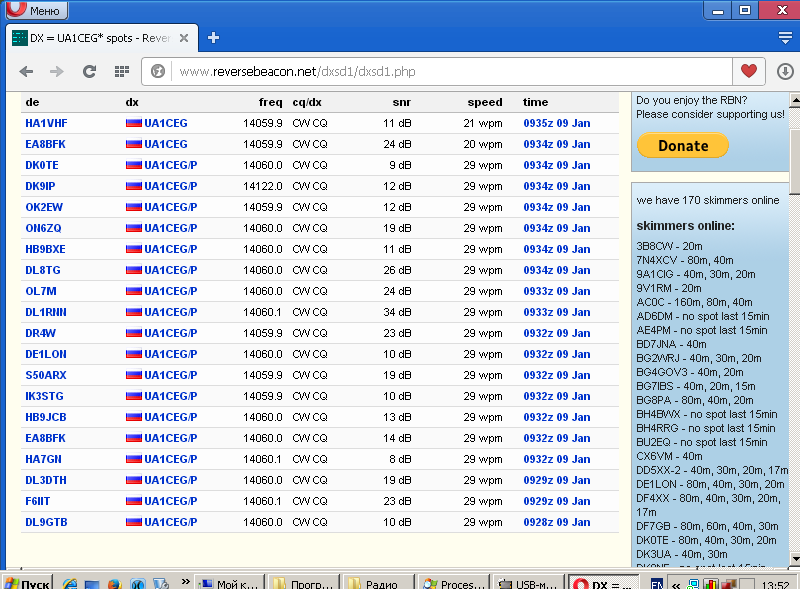 Меню
DX = UA1CEG* spots - Rever
www.reversebeacon.net/dxsd1/dxsd1.php
de dx freq cq/dx snr speed time
HA1VHF UA1CEG 14059.9 CW CQ 11 dB 21 wpm 0935z 09 Jan
EA8BFK UA1CEG 14059.9 CW CQ 24 dB 20 wpm 0934z 09 Jan
DK0TE UA1CEG/P 14060.0 CW CQ 9 dB 29 wpm 0934z 09 Jan
DK9IP UA1CEG/P 14122.0 CW CQ 12 dB 29 wpm 0934z 09 Jan
OK2EW UA1CEG/P 14059.9 CW CQ 12 dB 29 wpm 0934z 09 Jan
ON6ZQ UA1CEG/P 14060.0 CW CQ 19 dB 29 wpm 0934z 09 Jan
HB9BXE UA1CEG/P 14060.0 CW CQ 11 dB 29 wpm 0934z 09 Jan
DL8TG UA1CEG/P 14060.0 CW CQ 26 dB 29 wpm 0934z 09 Jan
OL7M UA1CEG/P 14060.0 CW CQ 24 dB 29 wpm 0933z 09 Jan
DL1RNN UA1CEG/P 14060.1 CW CQ 34 dB 29 wpm 0933z 09 Jan
DR4W UA1CEG/P 14059.9 CW CQ 23 dB 29 wpm 0932z 09 Jan
DE1LON UA1CEG/P 14060.0 CW CQ 10 dB 29 wpm 0932z 09 Jan
S50ARX UA1CEG/P 14059.9 CW CQ 19 dB 29 wpm 0932z 09 Jan
IK3STG UA1CEG/P 14059.9 CW CQ 10 dB 29 wpm 0932z 09 Jan
HB9JCB UA1CEG/P 14060.0 CW CQ 13 dB 29 wpm 0932z 09 Jan
EA8BFK UA1CEG/P 14060.0 CW CQ 14 dB 29 wpm 0932z 09 Jan
HA7GN UA1CEG/P 14060.1 CW CQ 8 dB 29 wpm 0932z 09 Jan
DL3DTH UA1CEG/P 14060.0 CW CQ 19 dB 29 wpm 0929z 09 Jan
F6IIT UA1CEG/P 14060.1 CW CQ 23 dB 29 wpm 0929z 09 Jan
DL9GTB UA1CEG/P 14060.0 CW CQ 10 dB 29 wpm 0928z 09 Jan
Do you enjoy the RBN?
Please consider supporting us!
Donate
we have 170 skimmers online
skimmers online:
3B8CW - 20m
7N4XCV - 80m, 40m
9A1CIG - 40m, 30m, 20m
9V1RM - 20m
AC0C - 160m, 80m, 40m
AD6DM - no spot last 15min
AE4PM - no spot last 15min
BD7JNA - 40m
BG2WRJ - 40m, 30m, 20m
BG4GOV3 - 40m, 20m
BG7IBS - 40m, 20m, 15m
BG8PA - 80m, 40m, 20m
BH4BWX - no spot last 15min
BH4RRG - no spot last 15min
BU2EQ - no spot last 15min
CX6VM - 40m
DD5XX-2 - 40m, 30m, 20m, 17m
DE1LON - 80m, 40m, 30m, 20m
DF4XX - 80m, 40m, 30m, 20m,
17m
DF7GB - 80m, 60m, 40m, 30m
DK0TE - 80m, 40m, 30m, 20m
DK3UA - 40m, 30m
Пуск » Мой к... Прогр... Радио Proces... USB-м... DX = ... EN « 13:52